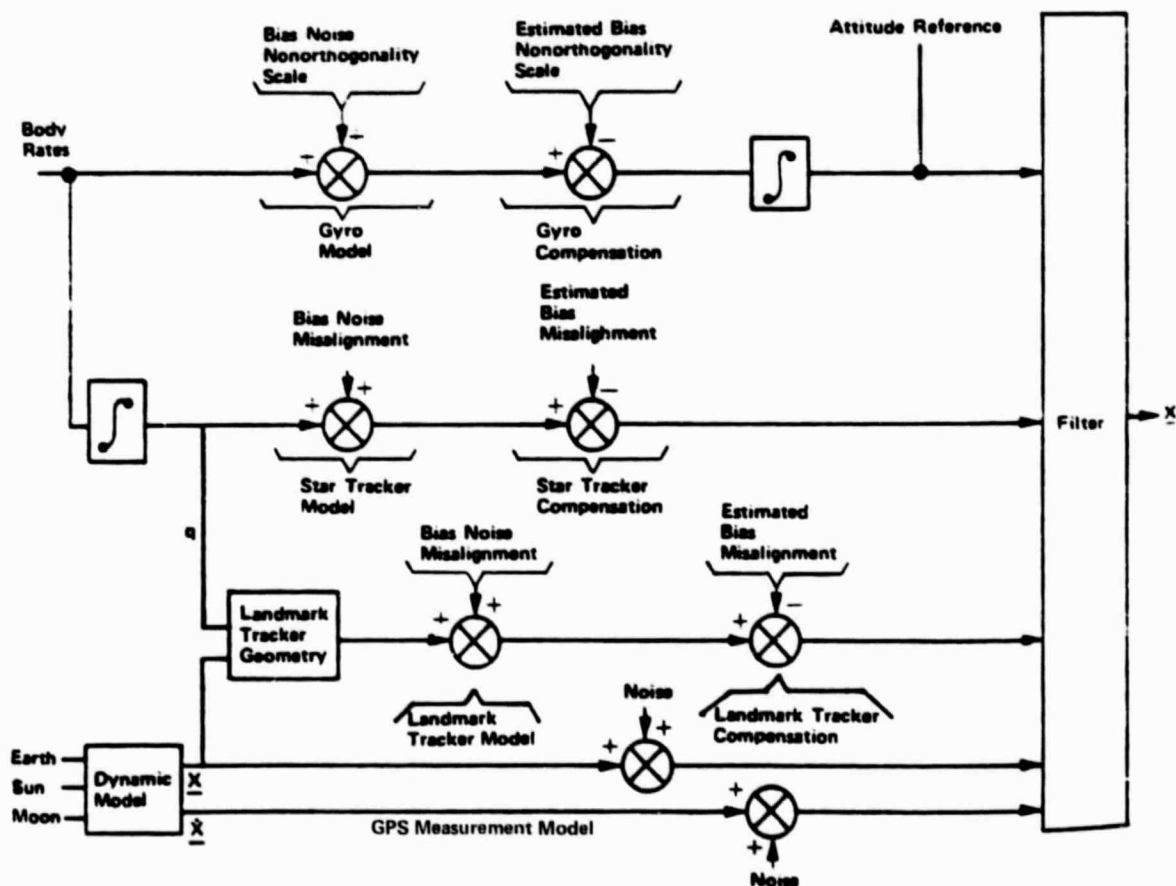 Bias Noise
Nonorthogonality
Scale
Estimated Bias
Nonorthogonality
Scale
Attitude Reference
Body
Rates
+
+
+
−
Gyro
Model
Gyro
Compensation
Bias Noise
Misalignment
Estimated
Bias
Misalighment
+
+
+
−
Filter
x
Star Tracker
Model
Star Tracker
Compensation
q
Bias Noise
Misalignment
Estimated
Bias
Misalignment
Landmark
Tracker
Geometry
+
+
+
−
Landmark
Tracker Model
Noise
Landmark Tracker
Compensation
+
+
Earth
Sun
Moon
Dynamic
Model
X
Ẋ
GPS Measurement Model
+
+
Noise